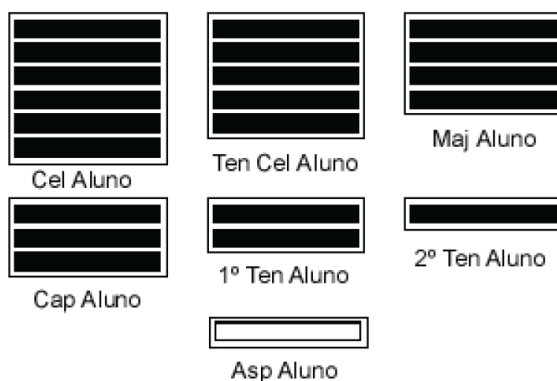 Cel Aluno
Ten Cel Aluno
Maj Aluno
Cap Aluno
1º Ten Aluno
2º Ten Aluno
Asp Aluno